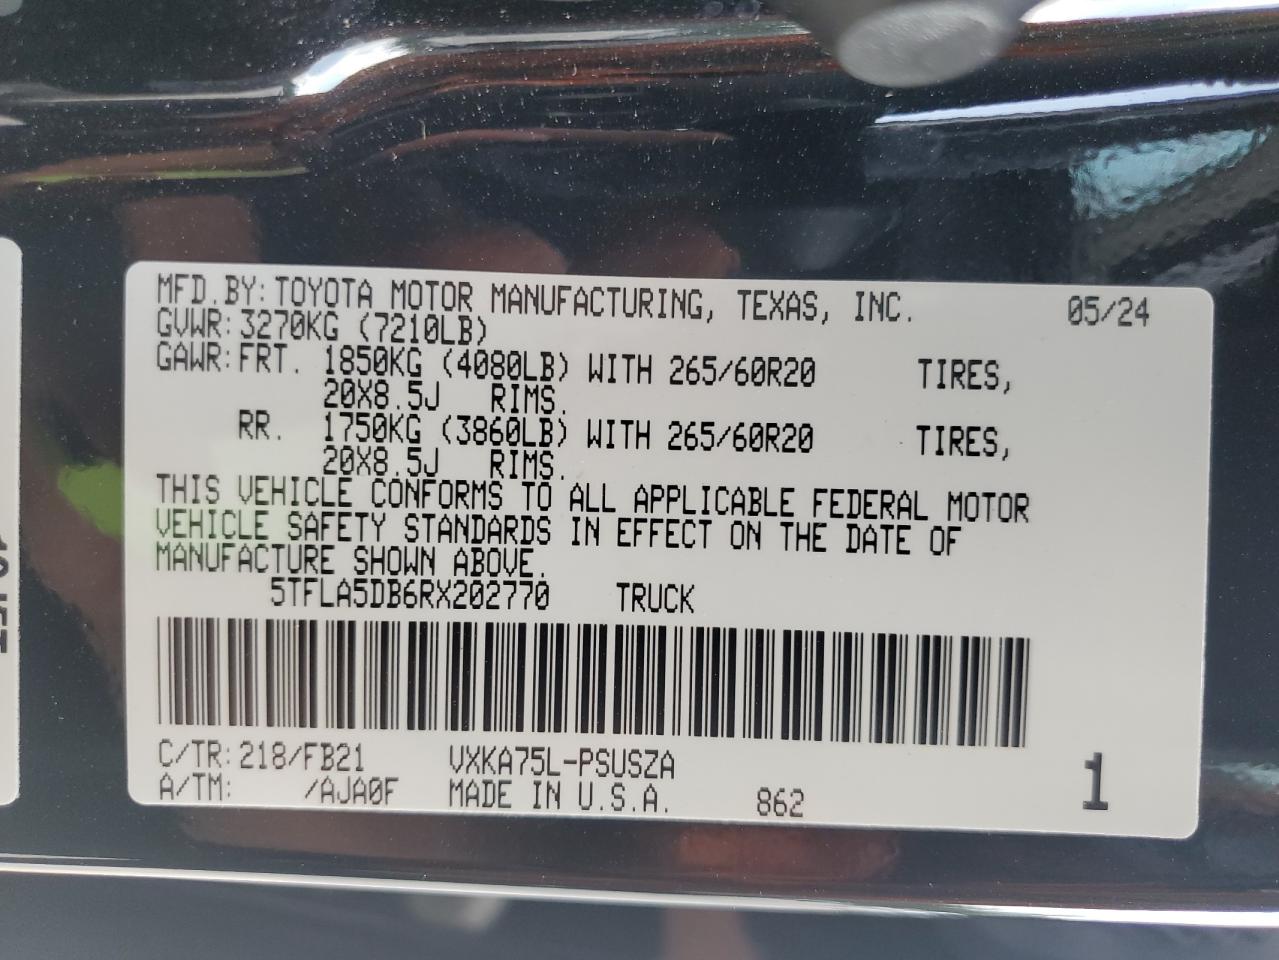 MFD.BY:TOYOTA MOTOR MANUFACTURING, TEXAS, INC. 05/24
GVWR:3270KG (7210LB)
GAWR:FRT. 1850KG (4080LB) WITH 265/60R20 TIRES,
20X8.5J RIMS.
RR. 1750KG (3860LB) WITH 265/60R20 TIRES,
20X8.5J RIMS.
THIS VEHICLE CONFORMS TO ALL APPLICABLE FEDERAL MOTOR
VEHICLE SAFETY STANDARDS IN EFFECT ON THE DATE OF
MANUFACTURE SHOWN ABOVE.
5TFLA5DB6RX202770 TRUCK
C/TR:218/FB21 VXKA75L-PSUSZA 1
A/TM: /AJA0F MADE IN U.S.A. 862